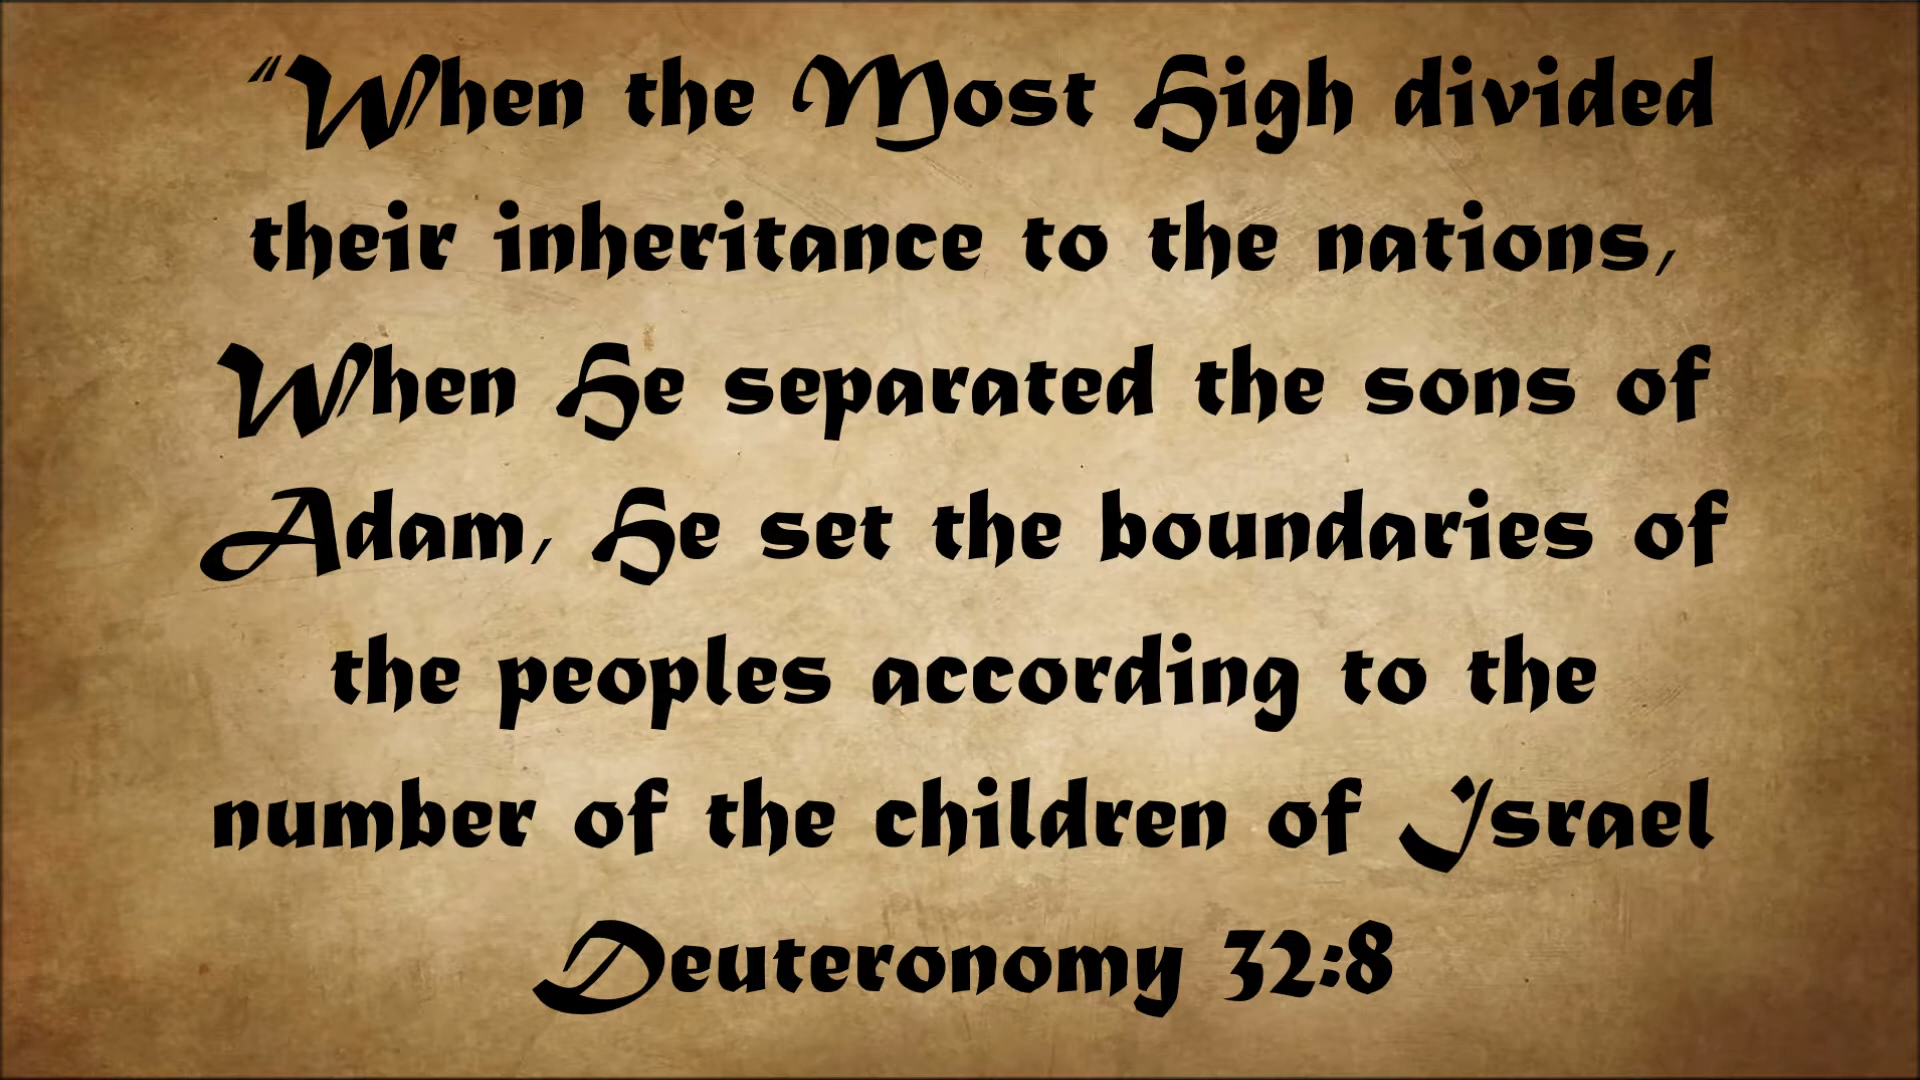 “When the Most High divided
their inheritance to the nations,
When He separated the sons of
Adam, He set the boundaries of
the peoples according to the
number of the children of Israel
Deuteronomy 32:8